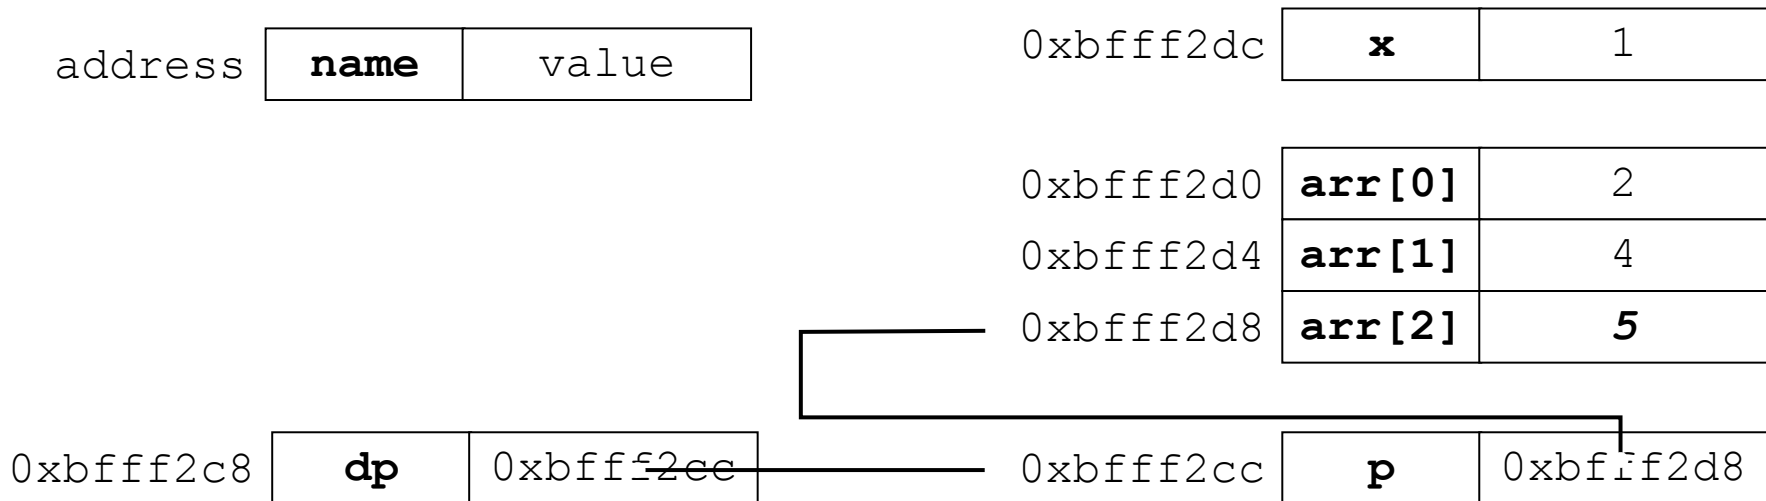 address name value
0xbfff2dc x 1
0xbfff2d0 arr[0] 2
0xbfff2d4 arr[1] 4
0xbfff2d8 arr[2] 5
0xbfff2c8 dp 0xbfff2cc
0xbfff2cc p 0xbfff2d8